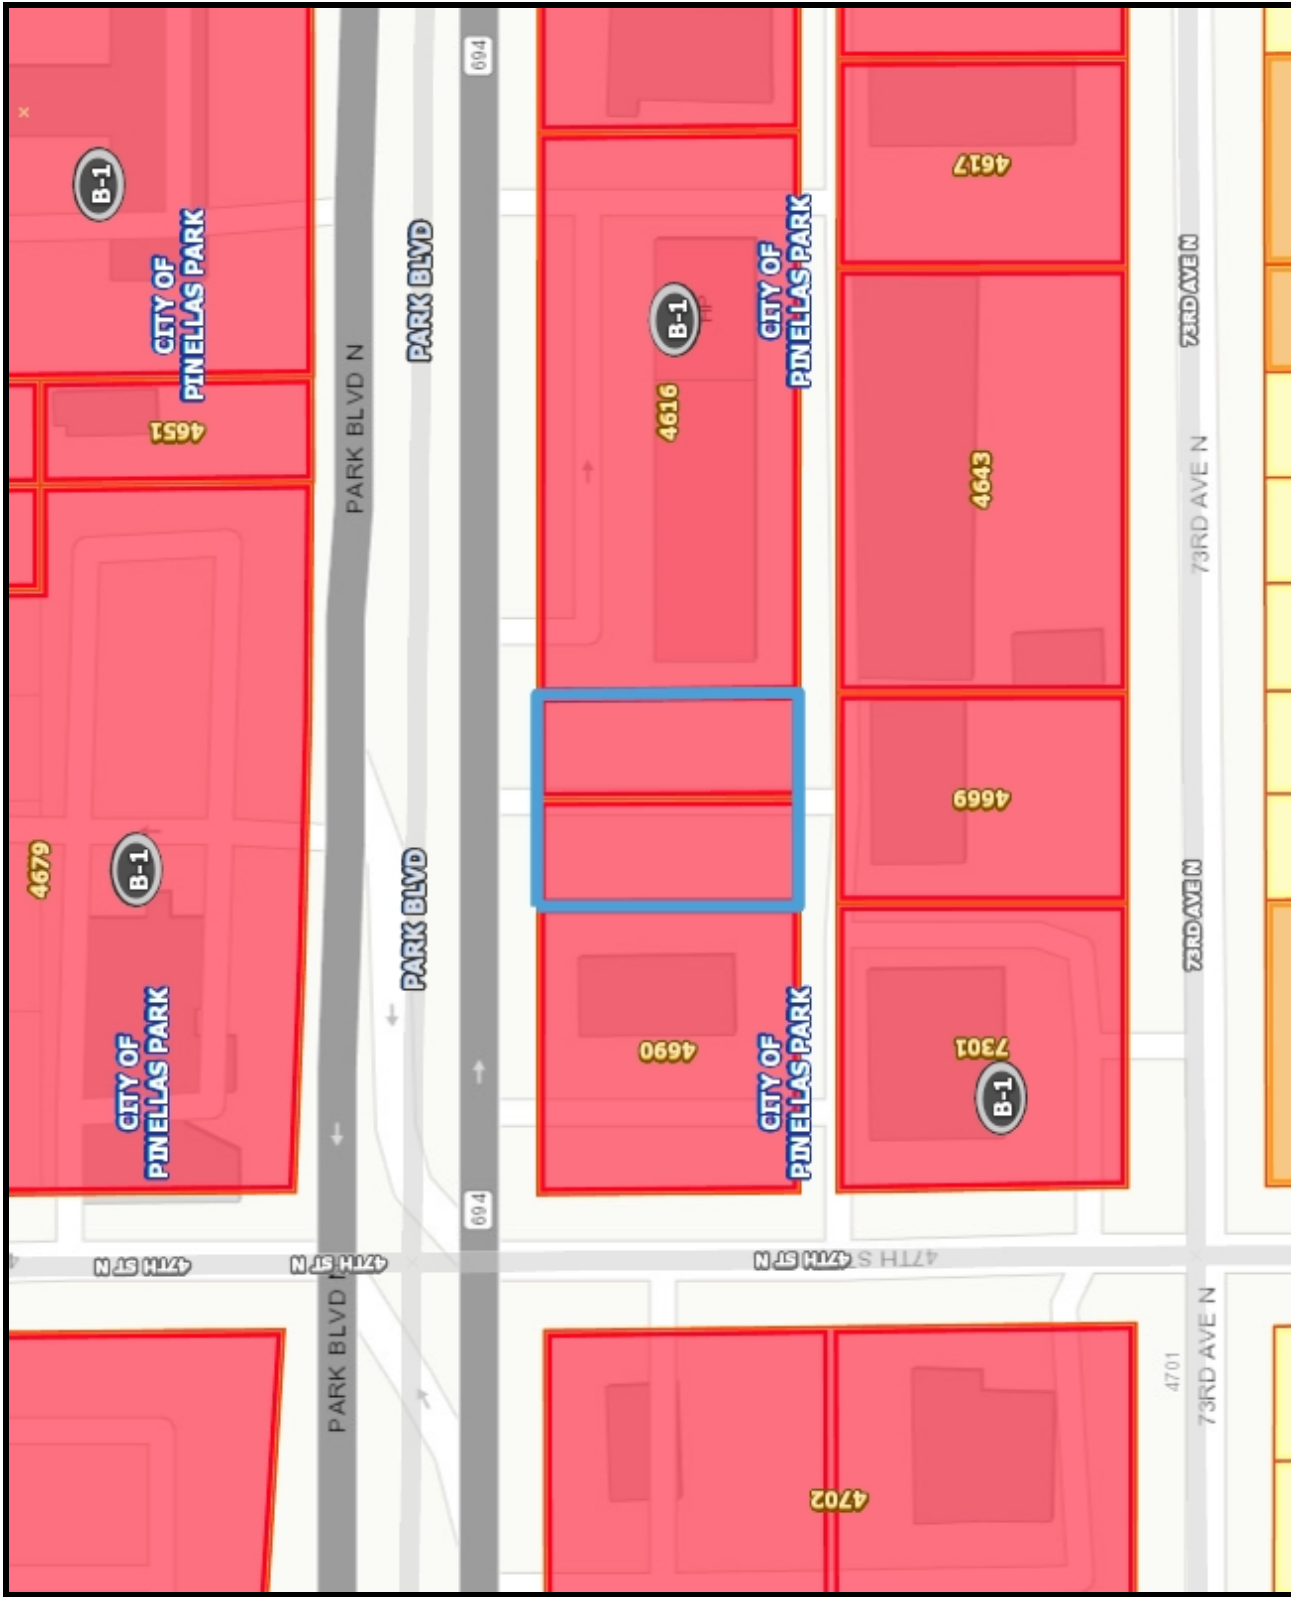 694
B-1
4617
CITY OF
PINELLAS PARK
PARK BLVD
CITY OF
PINELLAS PARK
73RD AVE N
B-1
HP
4616
4651
PARK BLVD N
4643
73RD AVE N
4679
B-1
PARK BLVD
4669
73RD AVE N
CITY OF
PINELLAS PARK
4690
CITY OF
PINELLAS PARK
7301
B-1
694
47TH ST N
47TH ST N
47TH ST N
47TH S
PARK BLVD N
4701
73RD AVE N
4702